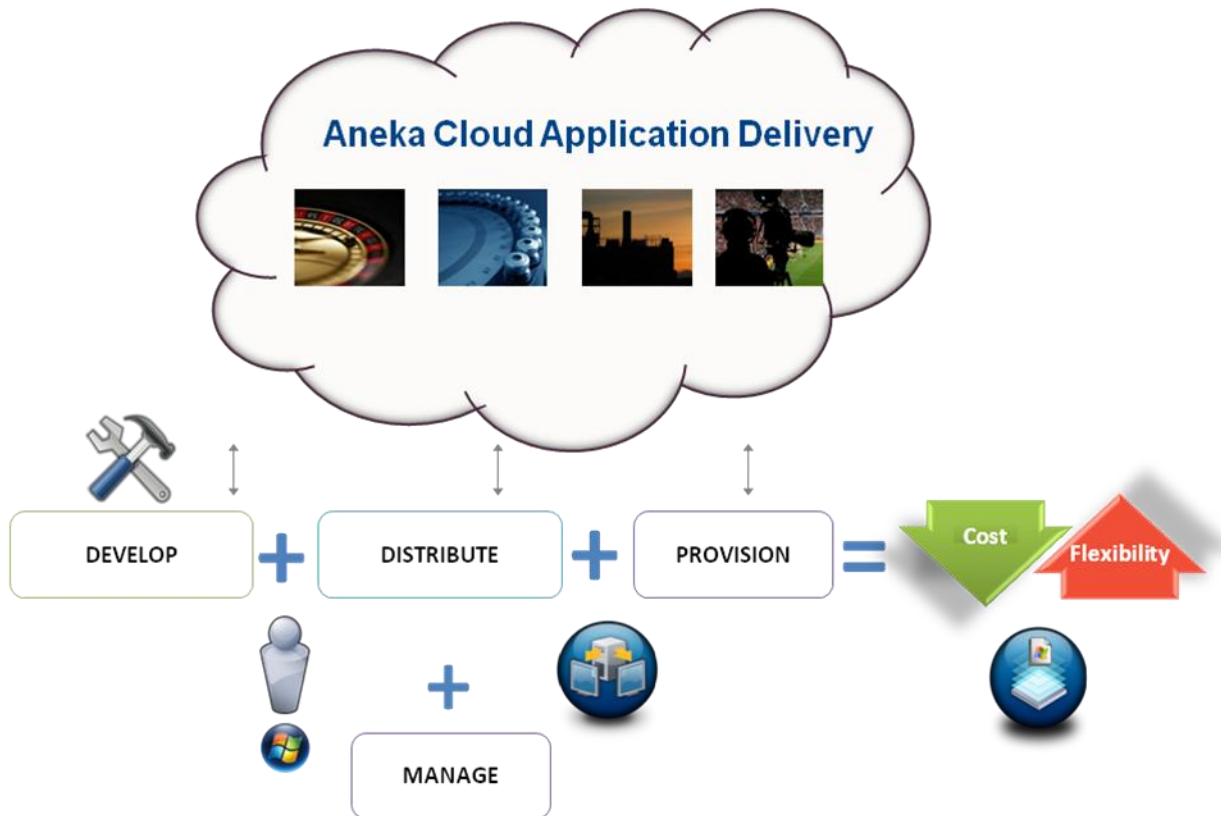 Aneka Cloud Application Delivery
DEVELOP
DISTRIBUTE
PROVISION
Cost
Flexibility
MANAGE